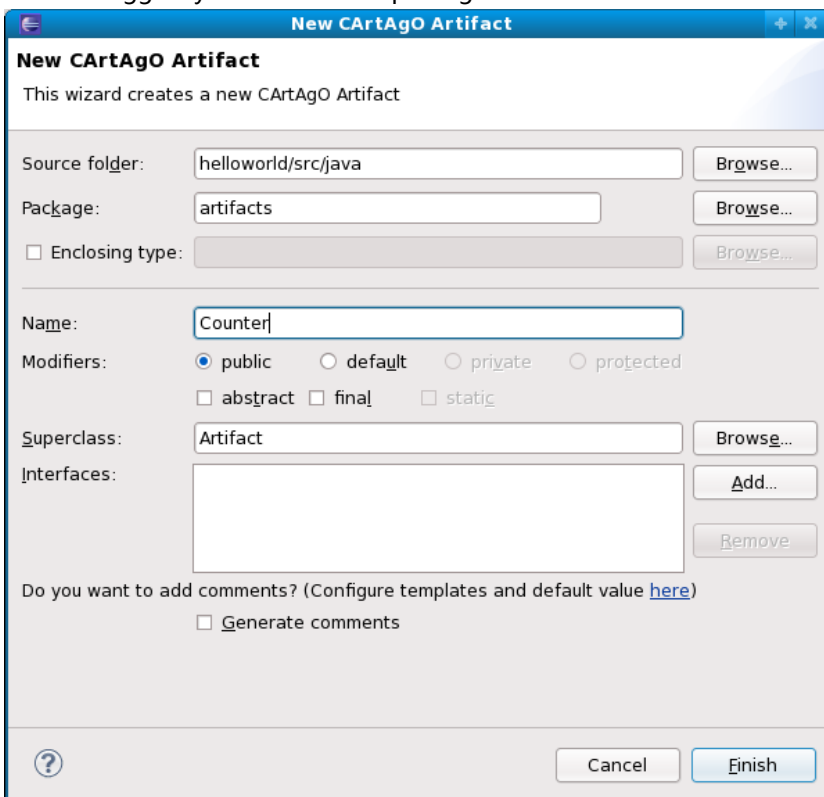 New CArtAgO Artifact
New CArtAgO Artifact
This wizard creates a new CArtAgO Artifact
Source folder: helloworld/src/java Browse...
Package: artifacts Browse...
Enclosing type: Browse...
Name: Counter
Modifiers: public default private protected
abstract final static
Superclass: Artifact Browse...
Interfaces: Add...
Remove
Do you want to add comments? (Configure templates and default value here)
Generate comments
Cancel Finish